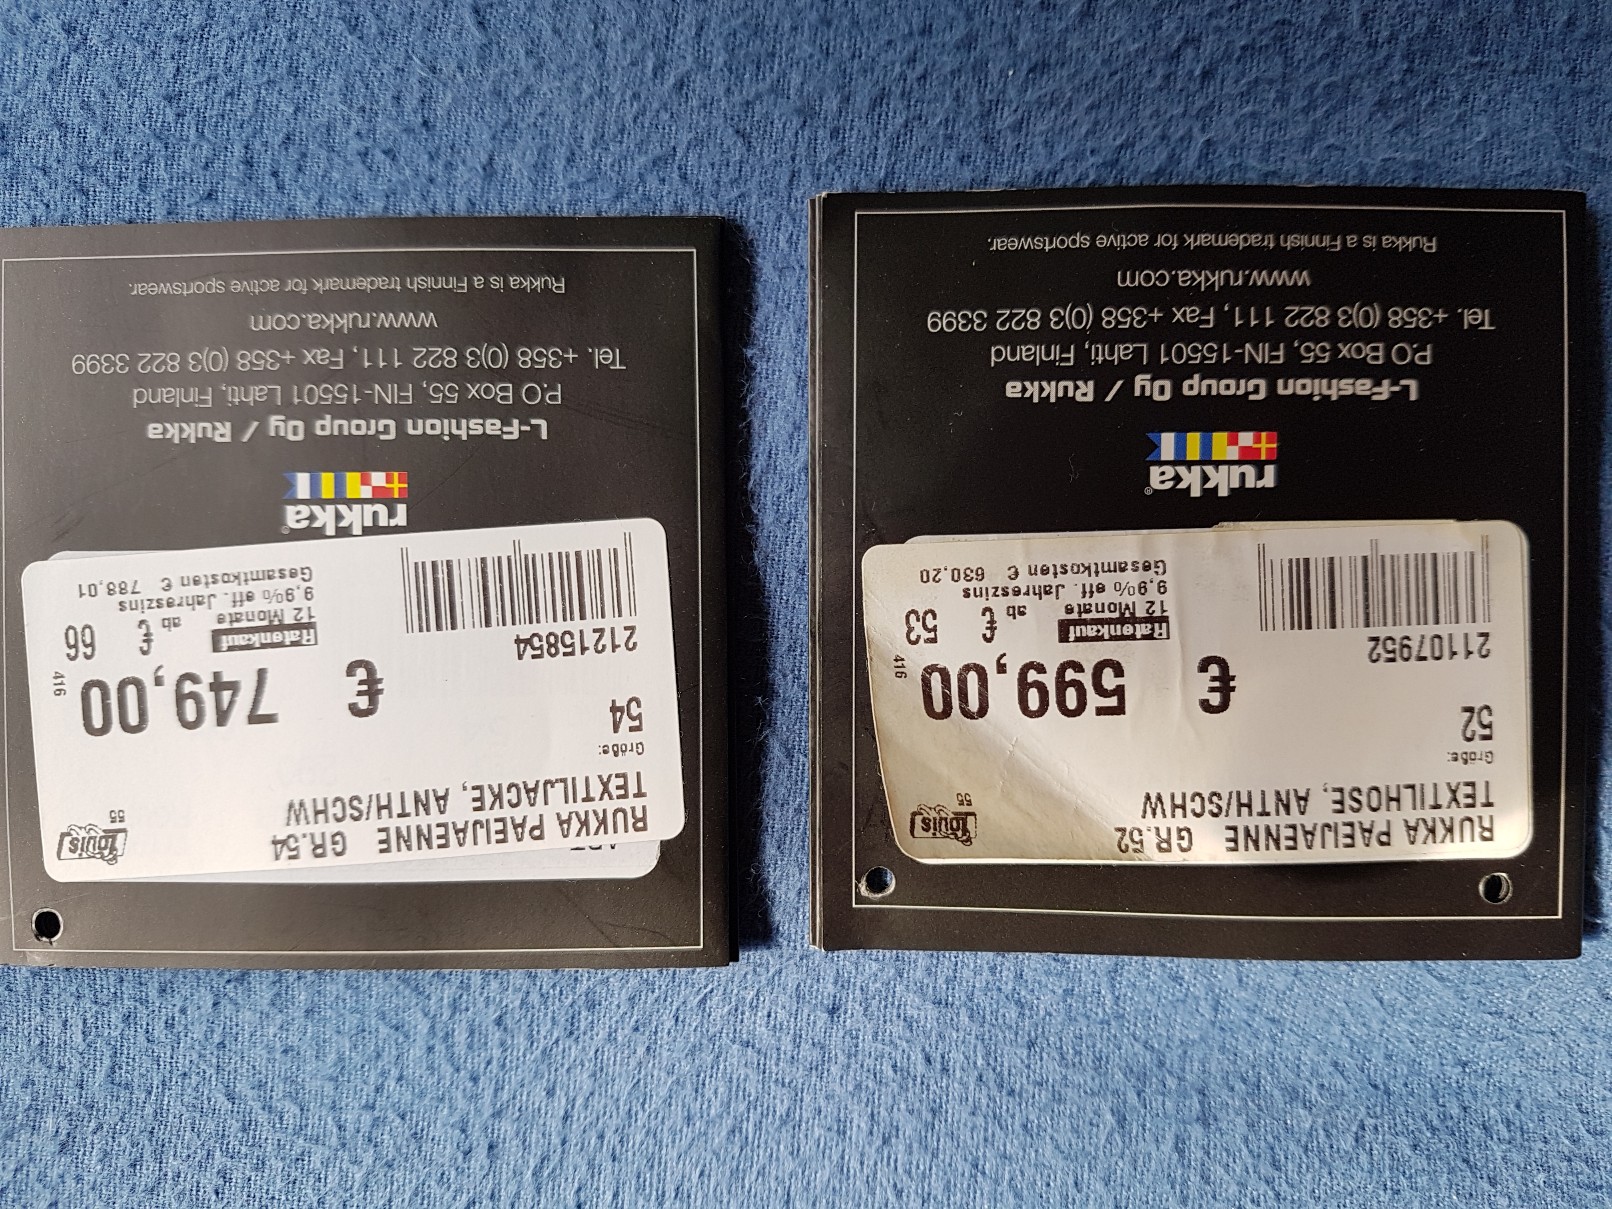 RUKKA PAEIJAENNE GR.52
TEXTILHOSE, ANTH/SCHW
Louis
55
Größe:
52
€ 599,00
416
21107952
Ratenkauf
12 Monate ab € 53
9,9% eff. Jahreszins
Gesamtkosten € 630,20
rukka®
L-Fashion Group Oy / Rukka
P.O Box 55, FIN-15501 Lahti, Finland
Tel. +358 (0)3 822 111, Fax +358 (0)3 822 3399
www.rukka.com
Rukka is a Finnish trademark for active sportswear.
RUKKA PAEIJAENNE GR.54
TEXTILJACKE, ANTH/SCHW
Louis
55
Größe:
54
€ 749,00
416
21215854
Ratenkauf
12 Monate ab € 66
9,9% eff. Jahreszins
Gesamtkosten € 788,01
rukka®
L-Fashion Group Oy / Rukka
P.O Box 55, FIN-15501 Lahti, Finland
Tel. +358 (0)3 822 111, Fax +358 (0)3 822 3399
www.rukka.com
Rukka is a Finnish trademark for active sportswear.